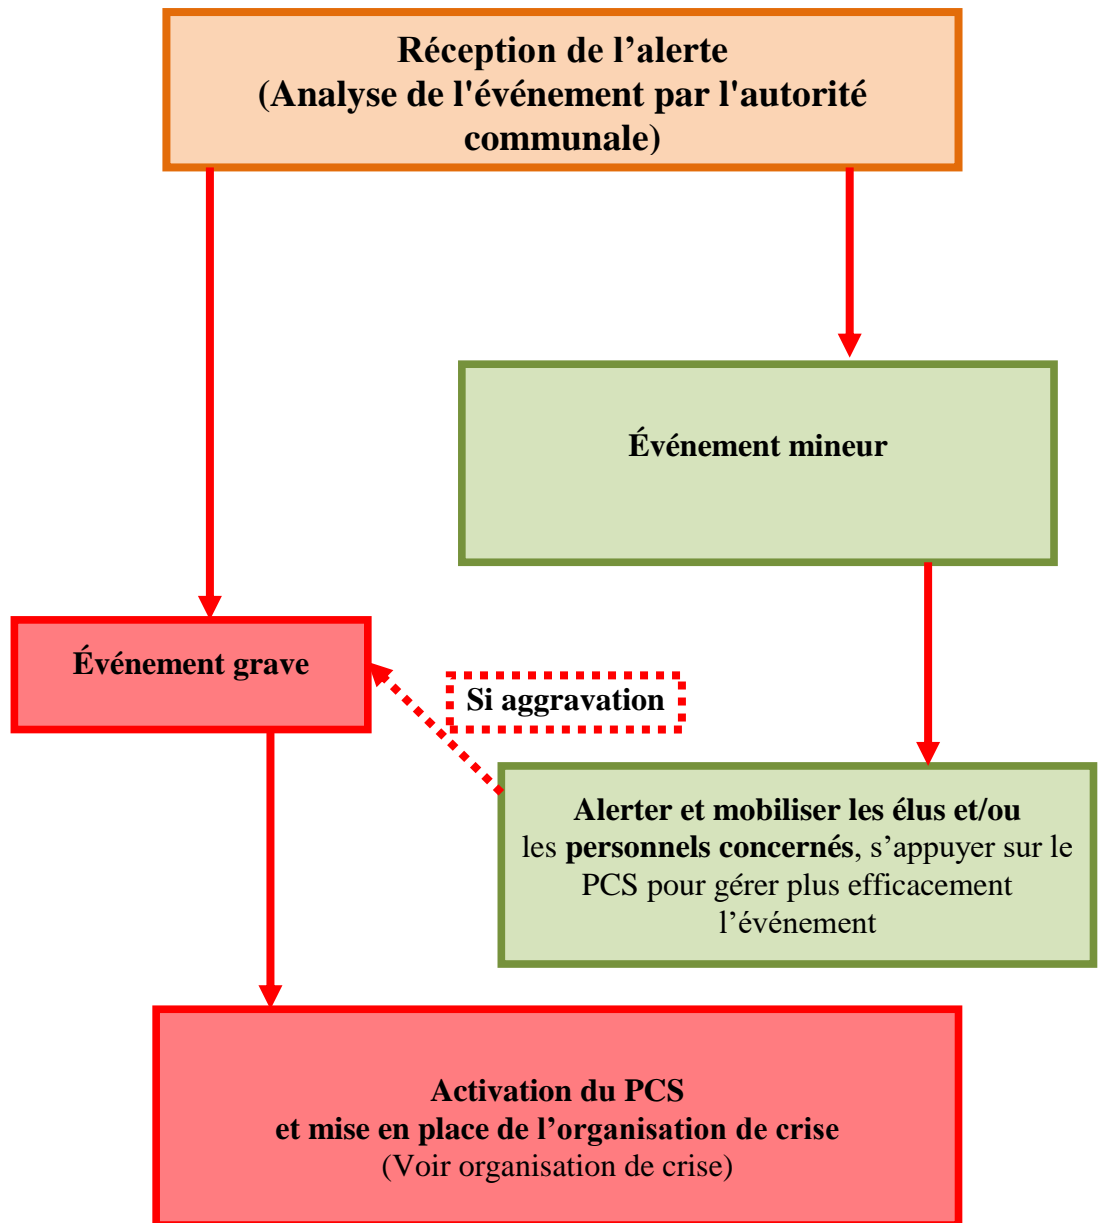 Réception de l’alerte
(Analyse de l'événement par l'autorité
communale)
Événement mineur
Événement grave
Si aggravation
Alerter et mobiliser les élus et/ou
les personnels concernés, s’appuyer sur le
PCS pour gérer plus efficacement
l’événement
Activation du PCS
et mise en place de l’organisation de crise
(Voir organisation de crise)